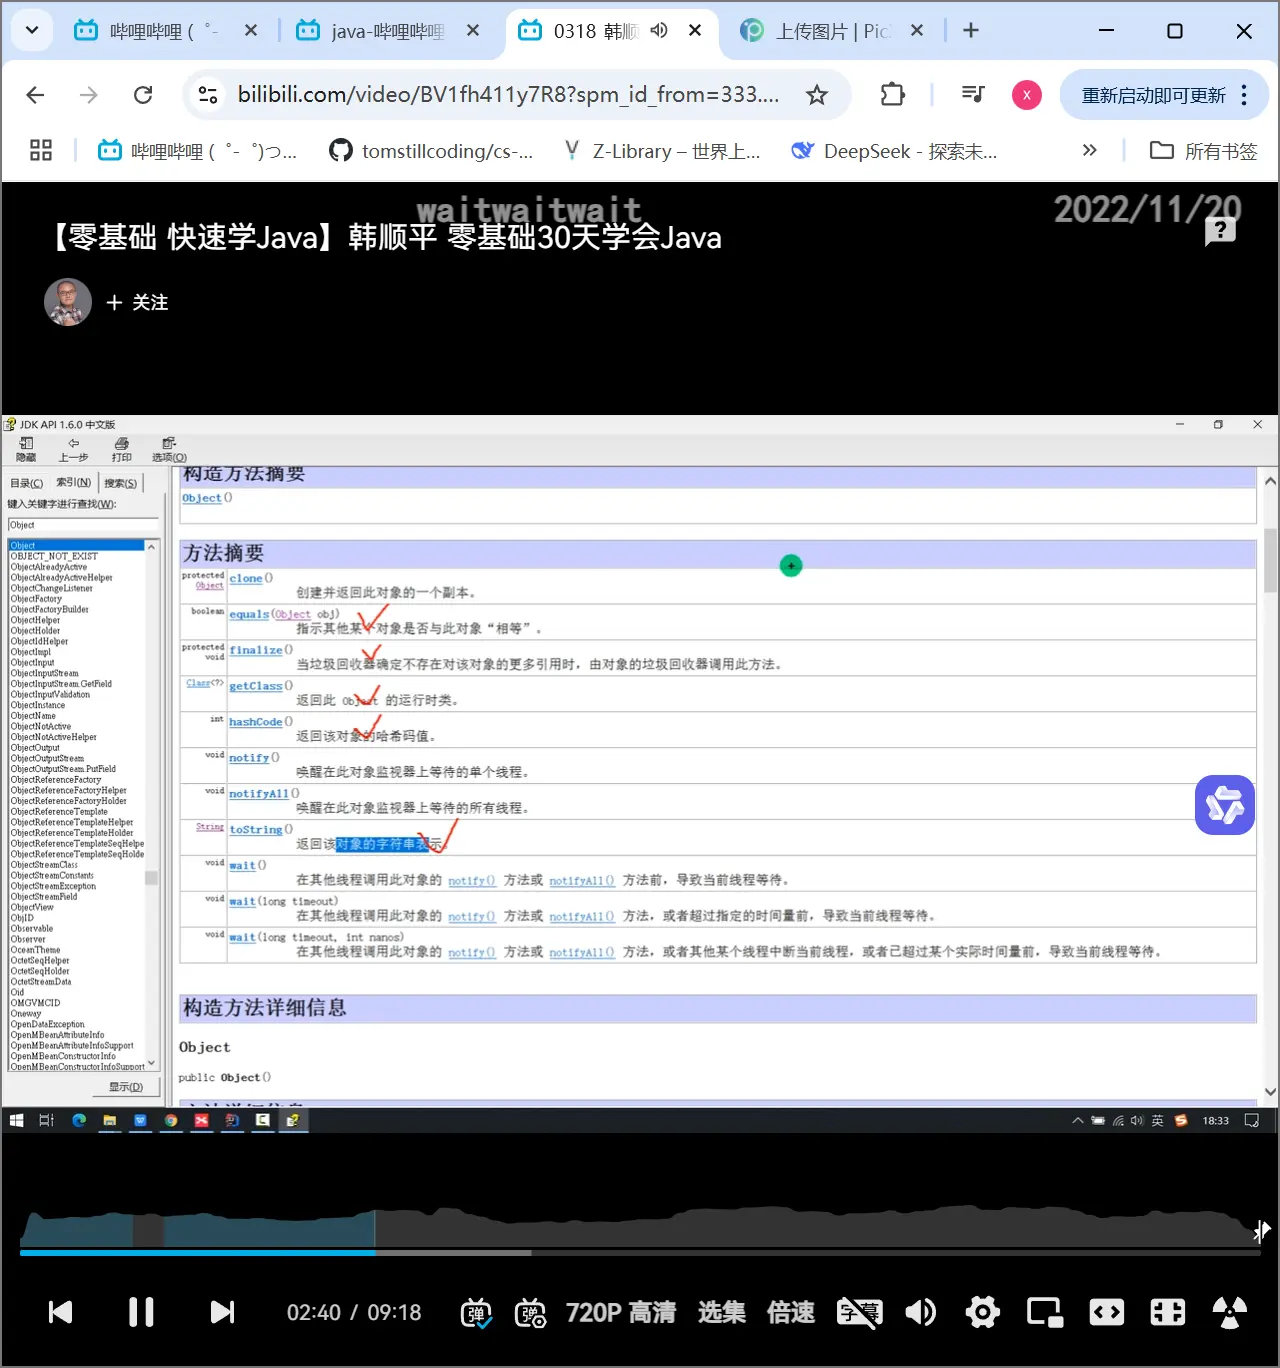 哔哩哔哩 ( ゜-
java-哔哩哔哩
0318 韩顺
上传图片 | Pic
bilibili.com/video/BV1fh411y7R8?spm_id_from=333....
X
重新启动即可更新
哔哩哔哩 ( ゜- ゜)つ...
tomstillcoding/cs-...
Z-Library – 世界上...
DeepSeek - 探索未...
所有书签
waitwaitwait
2022/11/20
【零基础 快速学Java】韩顺平 零基础30天学会Java
+ 关注
JDK API 1.6.0 中文版
隐藏 上一步 打印 选项(O)
目录(C) 索引(N) 搜索(S)
键入关键字进行查找(W):
Object
Object
OBJECT_NOT_EXIST
ObjectAlreadyActive
ObjectAlreadyActiveHelper
ObjectChangeListener
ObjectFactory
ObjectFactoryBuilder
ObjectHelper
ObjectHolder
ObjectIdHelper
ObjectImpl
ObjectInput
ObjectInputStream
ObjectInputStream.GetField
ObjectInputValidation
ObjectInstance
ObjectName
ObjectNotActive
ObjectNotActiveHelper
ObjectOutput
ObjectOutputStream
ObjectOutputStream.PutField
ObjectReferenceFactory
ObjectReferenceFactoryHelper
ObjectReferenceFactoryHolder
ObjectReferenceTemplate
ObjectReferenceTemplateHelper
ObjectReferenceTemplateHolder
ObjectReferenceTemplateSeqHelpe
ObjectReferenceTemplateSeqHolde
ObjectStreamClass
ObjectStreamConstants
ObjectStreamException
ObjectStreamField
ObjectView
ObjID
Observable
Observer
OceanTheme
OctetSeqHelper
OctetSeqHolder
OctetStreamData
Oid
OMGVMCID
Oneway
OpenDataException
OpenMBeanAttributeInfo
OpenMBeanAttributeInfoSupport
OpenMBeanConstructorInfo
OpenMBeanConstructorInfoSupport
显示(D)
构造方法摘要
Object()
方法摘要
protected Object clone()
创建并返回此对象的一个副本。
boolean equals(Object obj)
指示其他某个对象是否与此对象“相等”。
protected void finalize()
当垃圾回收器确定不存在对该对象的更多引用时，由对象的垃圾回收器调用此方法。
Class<?> getClass()
返回此 Object 的运行时类。
int hashCode()
返回该对象的哈希码值。
void notify()
唤醒在此对象监视器上等待的单个线程。
void notifyAll()
唤醒在此对象监视器上等待的所有线程。
String toString()
返回该对象的字符串表示。
void wait()
在其他线程调用此对象的 notify() 方法或 notifyAll() 方法前，导致当前线程等待。
void wait(long timeout)
在其他线程调用此对象的 notify() 方法或 notifyAll() 方法，或者超过指定的时间量前，导致当前线程等待。
void wait(long timeout, int nanos)
在其他线程调用此对象的 notify() 方法或 notifyAll() 方法，或者其他某个线程中断当前线程，或者已超过某个实际时间量前，导致当前线程等待。
构造方法详细信息
Object
public Object()
英 18:33
02:40 / 09:18 弹 弹 720P 高清 选集 倍速 字幕